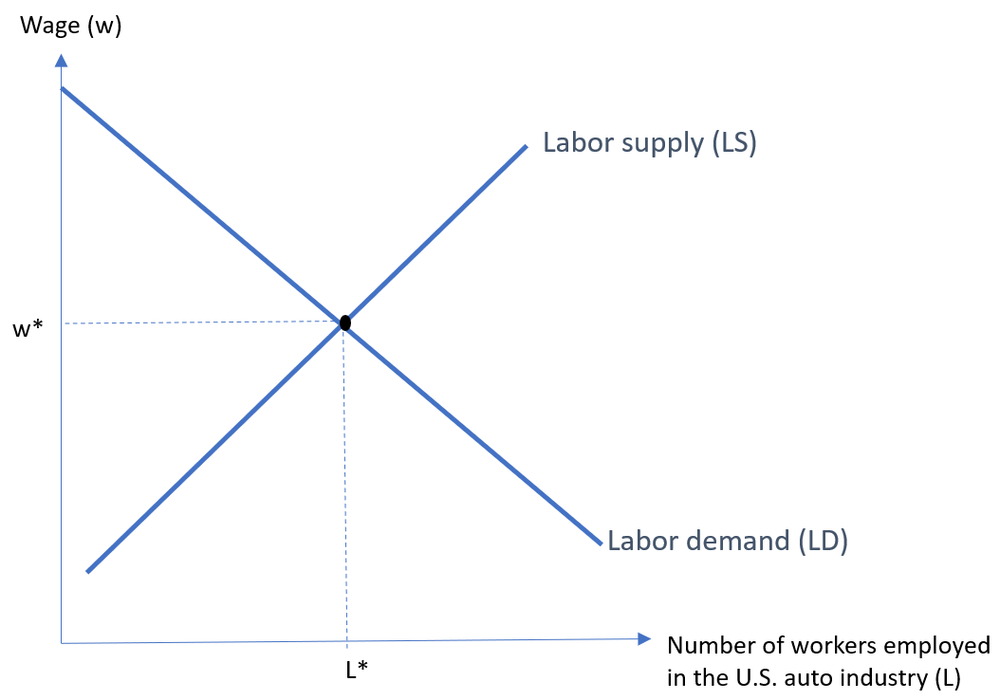 Wage (w)
Labor supply (LS)
w*
Labor demand (LD)
Number of workers employed
in the U.S. auto industry (L)
L*